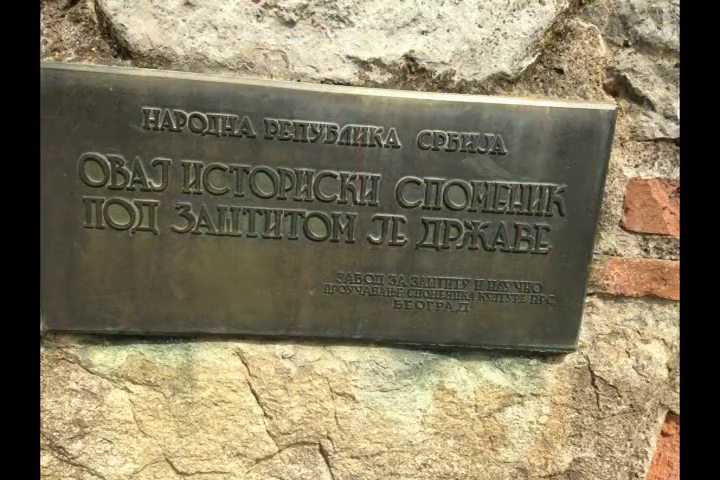 НАРОДНА РЕПУБЛИКА СРБИЈА
ОВАЈ ИСТОРИСКИ СПОМЕНИК
ПОД ЗАШТИТОМ ЈЕ ДРЖАВЕ
ЗАВОД ЗА ЗАШТИТУ И НАУЧНО
ПРОУЧАВАЊЕ СПОМЕНИКА КУЛТУРЕ НРС
БЕОГРАД